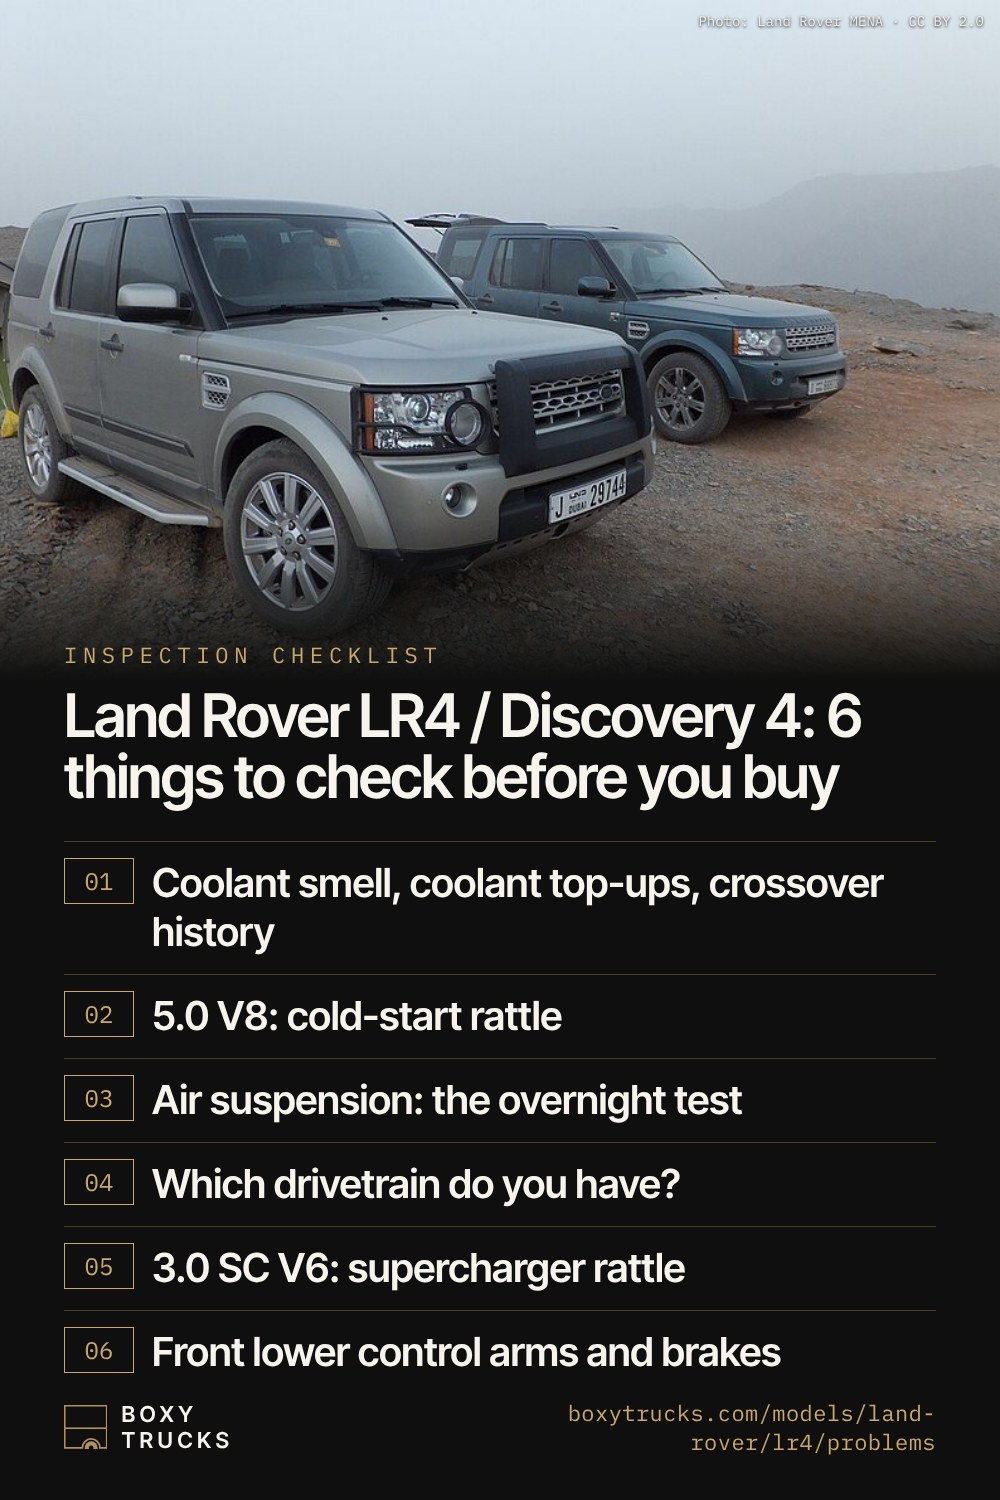 Photo: Land Rover MENA · CC BY 2.0
J DUBAI 29744
INSPECTION CHECKLIST
Land Rover LR4 / Discovery 4: 6
things to check before you buy
01 Coolant smell, coolant top-ups, crossover
history
02 5.0 V8: cold-start rattle
03 Air suspension: the overnight test
04 Which drivetrain do you have?
05 3.0 SC V6: supercharger rattle
06 Front lower control arms and brakes
BOXY
TRUCKS
boxytrucks.com/models/land-
rover/lr4/problems